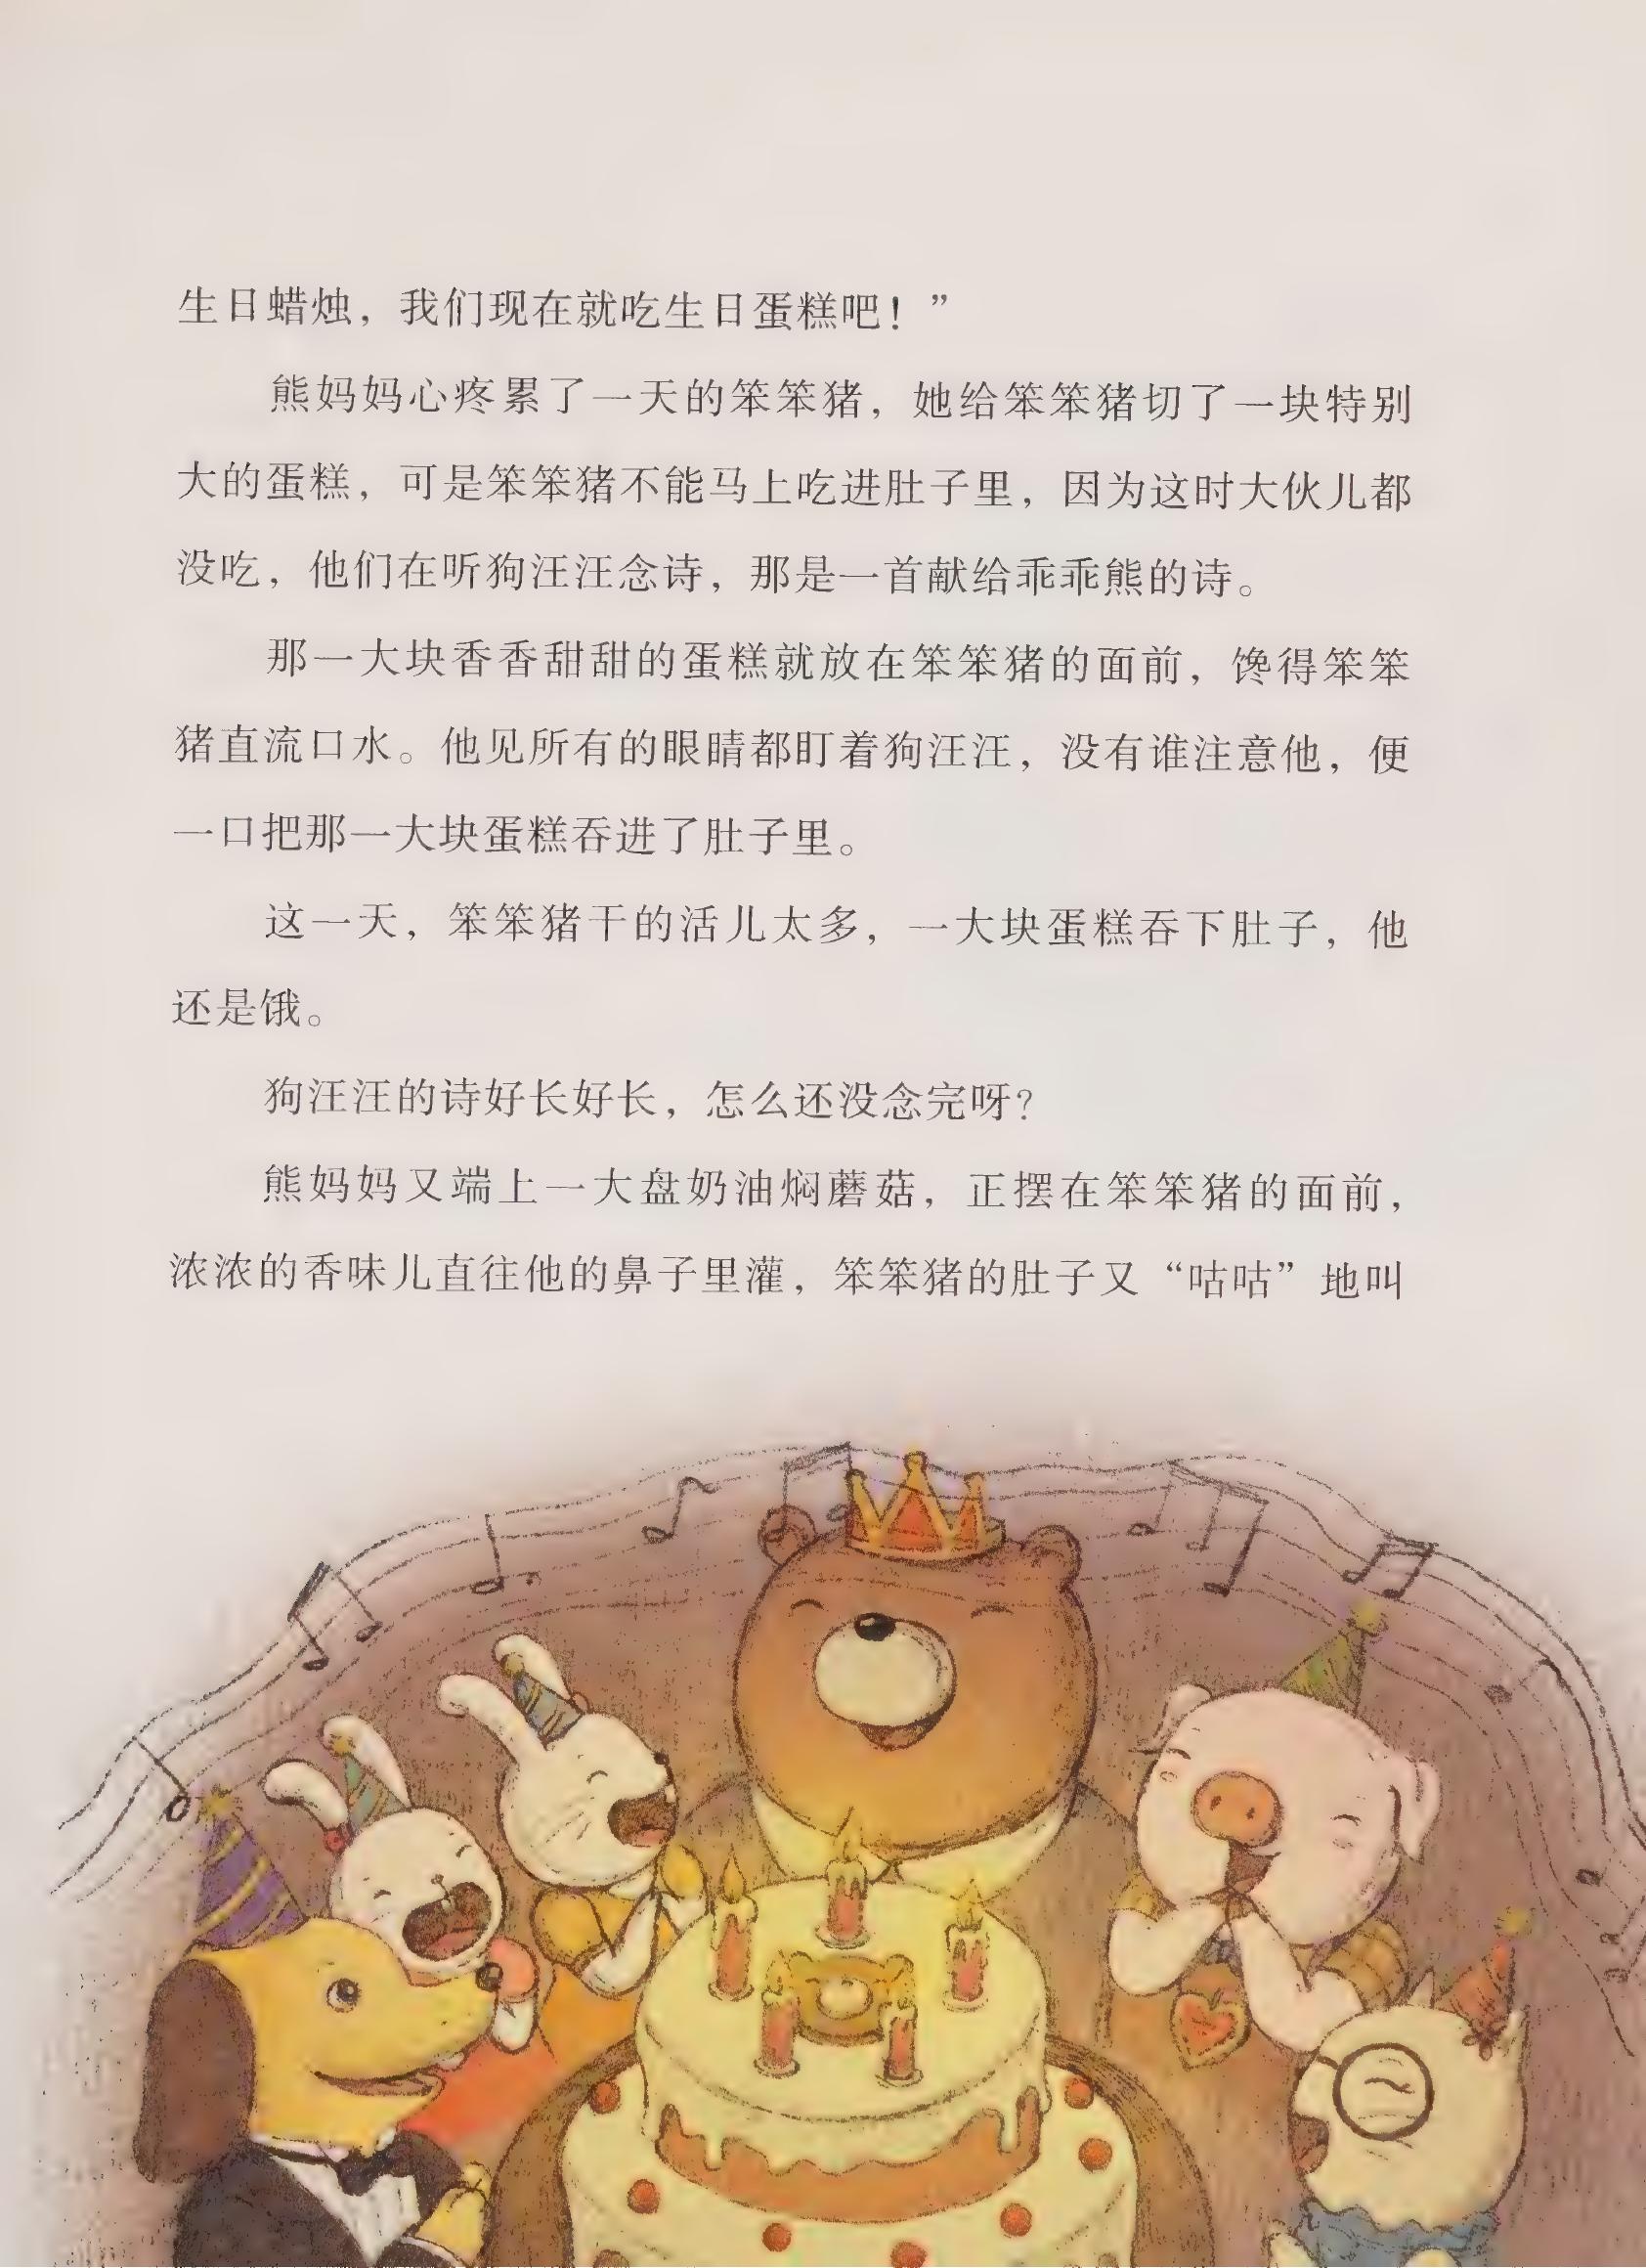 生日蜡烛，我们现在就吃生日蛋糕吧！”
熊妈妈心疼累了一天的笨笨猪，她给笨笨猪切了一块特别
大的蛋糕，可是笨笨猪不能马上吃进肚子里，因为这时大伙儿都
没吃，他们在听狗汪汪念诗，那是一首献给乖乖熊的诗。
那一大块香香甜甜的蛋糕就放在笨笨猪的面前，馋得笨笨
猪直流口水。他见所有的眼睛都盯着狗汪汪，没有谁注意他，便
一口把那一大块蛋糕吞进了肚子里。
这一天，笨笨猪干的活儿太多，一大块蛋糕吞下肚子，他
还是饿。
狗汪汪的诗好长好长，怎么还没念完呀？
熊妈妈又端上一大盘奶油焖蘑菇，正摆在笨笨猪的面前，
浓浓的香味儿直往他的鼻子里灌，笨笨猪的肚子又“咕咕”地叫